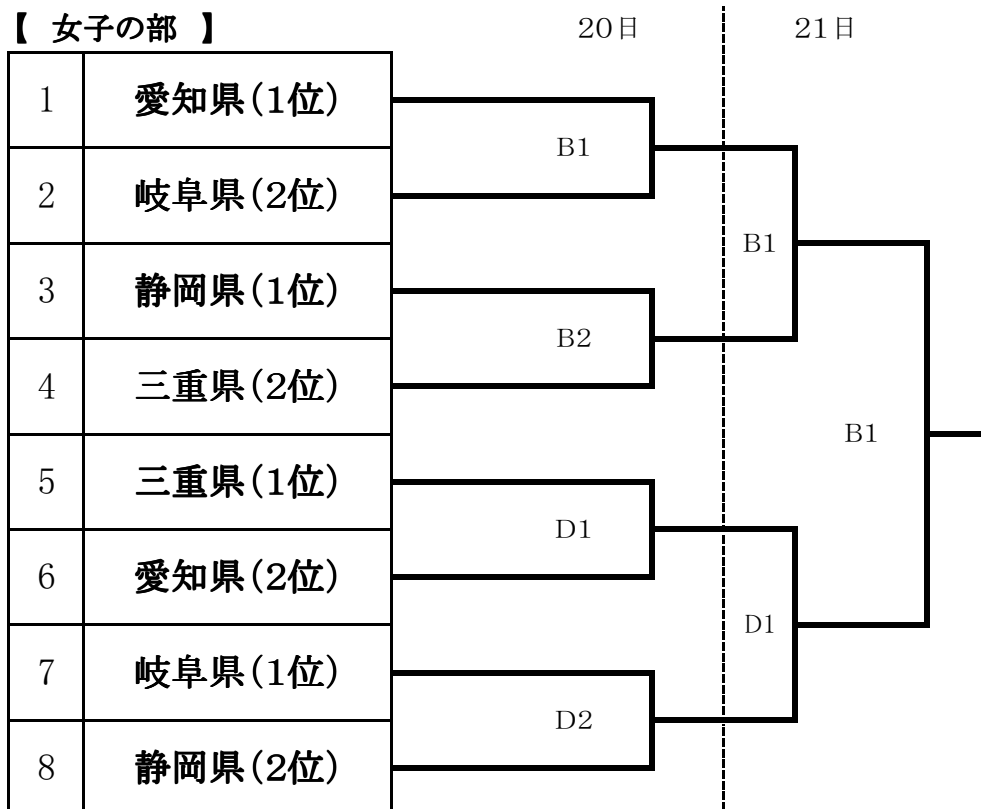 【 女子の部 】 20日 21日
1 愛知県(1位)
B1
2 岐阜県(2位)
B1
3 静岡県(1位)
B2
4 三重県(2位)
B1
5 三重県(1位)
D1
6 愛知県(2位)
D1
7 岐阜県(1位)
D2
8 静岡県(2位)